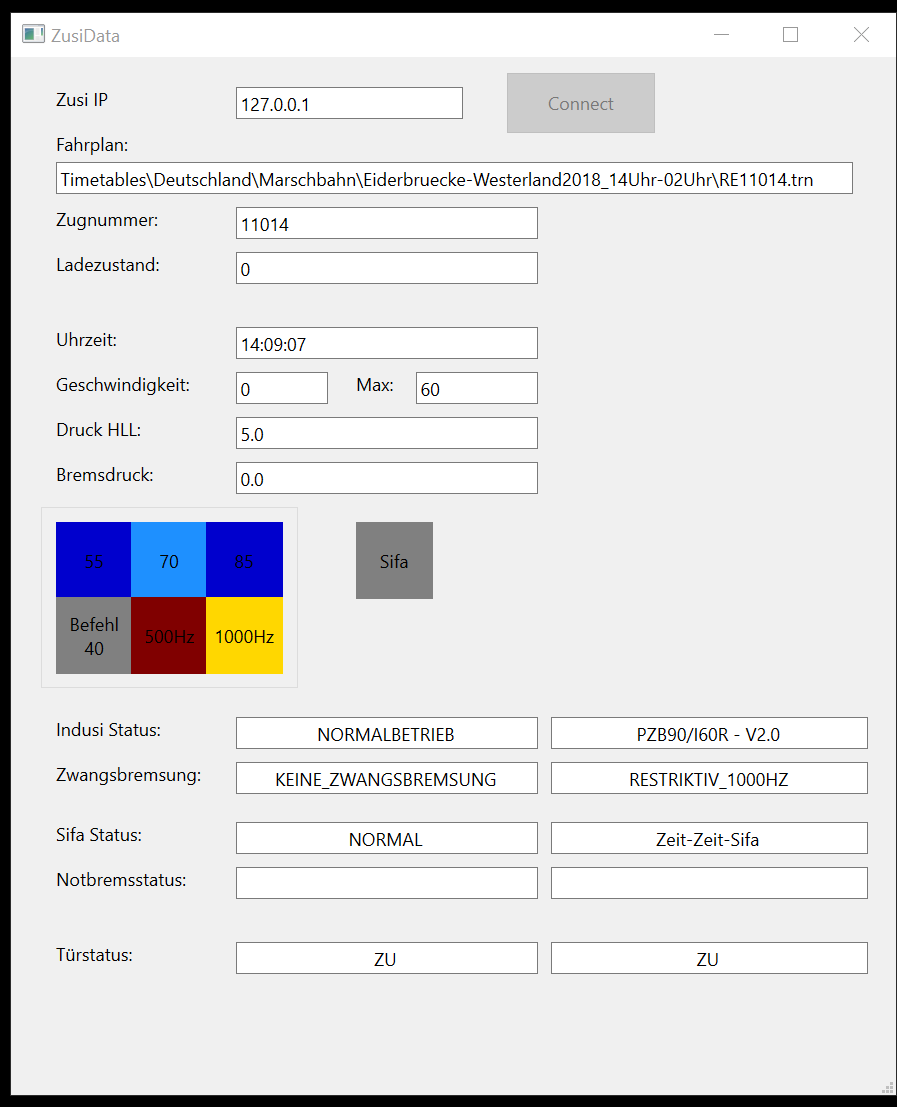 ZusiData
Zusi IP 127.0.0.1 Connect
Fahrplan:
Timetables\Deutschland\Marschbahn\Eiderbruecke-Westerland2018_14Uhr-02Uhr\RE11014.trn
Zugnummer: 11014
Ladezustand: 0
Uhrzeit: 14:09:07
Geschwindigkeit: 0 Max: 60
Druck HLL: 5.0
Bremsdruck: 0.0
55 70 85 Sifa
Befehl
40 500Hz 1000Hz
Indusi Status: NORMALBETRIEB PZB90/I60R - V2.0
Zwangsbremsung: KEINE_ZWANGSBREMSUNG RESTRIKTIV_1000HZ
Sifa Status: NORMAL Zeit-Zeit-Sifa
Notbremsstatus:
Türstatus: ZU ZU